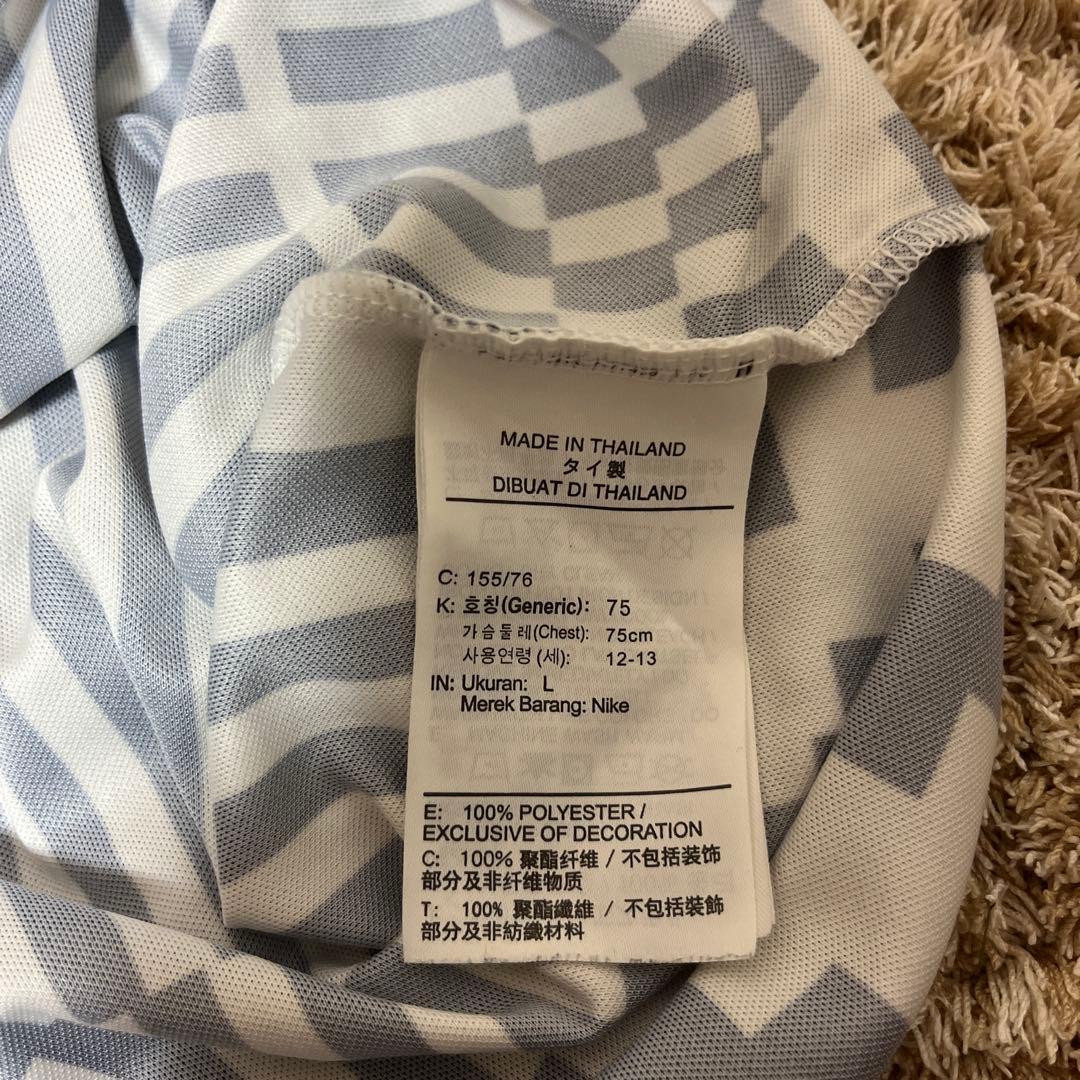 MADE IN THAILAND
タイ製
DIBUAT DI THAILAND
C: 155/76
K: 호칭(Generic): 75
가슴둘레(Chest): 75cm
사용연령(세): 12-13
IN: Ukuran: L
Merek Barang: Nike
E: 100% POLYESTER /
EXCLUSIVE OF DECORATION
C: 100% 聚酯纤维 / 不包括装饰
部分及非纤维物质
T: 100% 聚酯纖維 / 不包括裝飾
部分及非紡織材料